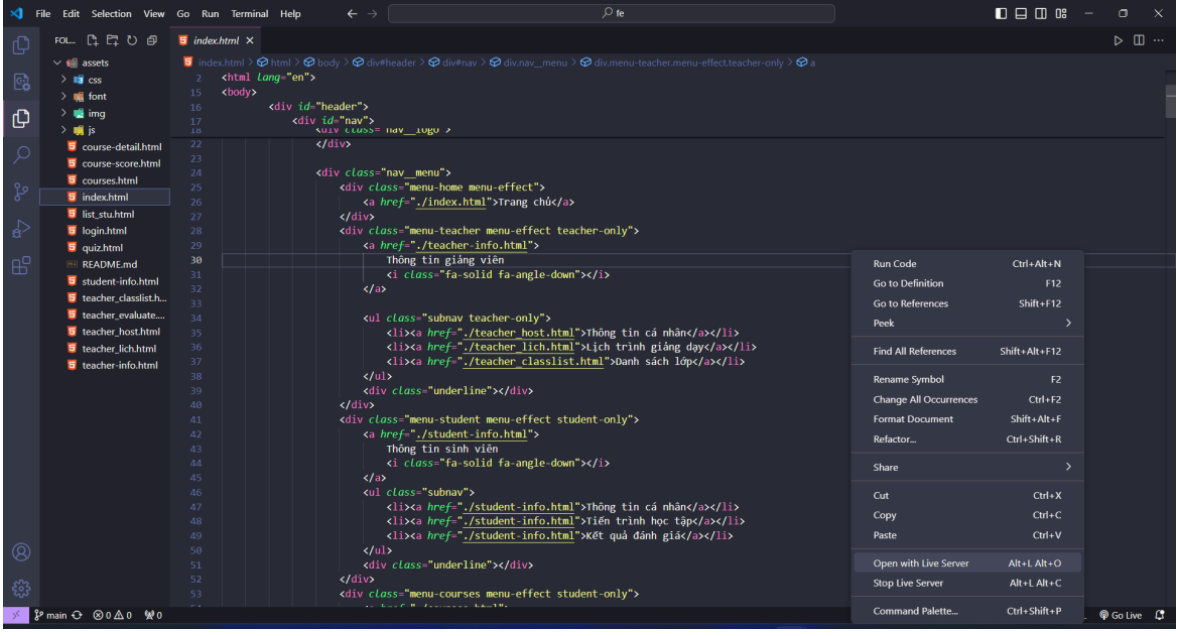 File Edit Selection View Go Run Terminal Help
fe
FOL...
index.html
assets
css
font
img
js
course-detail.html
course-score.html
courses.html
index.html
list_stu.html
login.html
quiz.html
README.md
student-info.html
teacher_classlist.h...
teacher_evaluate....
teacher_host.html
teacher_lich.html
teacher-info.html
index.html > html > body > div#header > div#nav > div.nav__menu > div.menu-teacher.menu-effect.teacher-only > a
2 <html lang="en">
15 <body>
16 <div id="header">
17 <div id="nav">
18 <div class="nav__logo">
22 </div>
23
24 <div class="nav__menu">
25 <div class="menu-home menu-effect">
26 <a href="./index.html">Trang chủ</a>
27 </div>
28 <div class="menu-teacher menu-effect teacher-only">
29 <a href="./teacher-info.html">
30 Thông tin giảng viên
31 <i class="fa-solid fa-angle-down"></i>
32 </a>
33
34 <ul class="subnav teacher-only">
35 <li><a href="./teacher_host.html">Thông tin cá nhân</a></li>
36 <li><a href="./teacher_lich.html">Lịch trình giảng dạy</a></li>
37 <li><a href="./teacher_classlist.html">Danh sách lớp</a></li>
38 </ul>
39 <div class="underline"></div>
40 </div>
41 <div class="menu-student menu-effect student-only">
42 <a href="./student-info.html">
43 Thông tin sinh viên
44 <i class="fa-solid fa-angle-down"></i>
45 </a>
46 <ul class="subnav">
47 <li><a href="./student-info.html">Thông tin cá nhân</a></li>
48 <li><a href="./student-info.html">Tiến trình học tập</a></li>
49 <li><a href="./student-info.html">Kết quả đánh giá</a></li>
50 </ul>
51 <div class="underline"></div>
52 </div>
53 <div class="menu-courses menu-effect student-only">
Run Code Ctrl+Alt+N
Go to Definition F12
Go to References Shift+F12
Peek
Find All References Shift+Alt+F12
Rename Symbol F2
Change All Occurrences Ctrl+F2
Format Document Shift+Alt+F
Refactor... Ctrl+Shift+R
Share
Cut Ctrl+X
Copy Ctrl+C
Paste Ctrl+V
Open with Live Server Alt+L Alt+O
Stop Live Server Alt+L Alt+C
Command Palette... Ctrl+Shift+P
main 0 0 0
Go Live